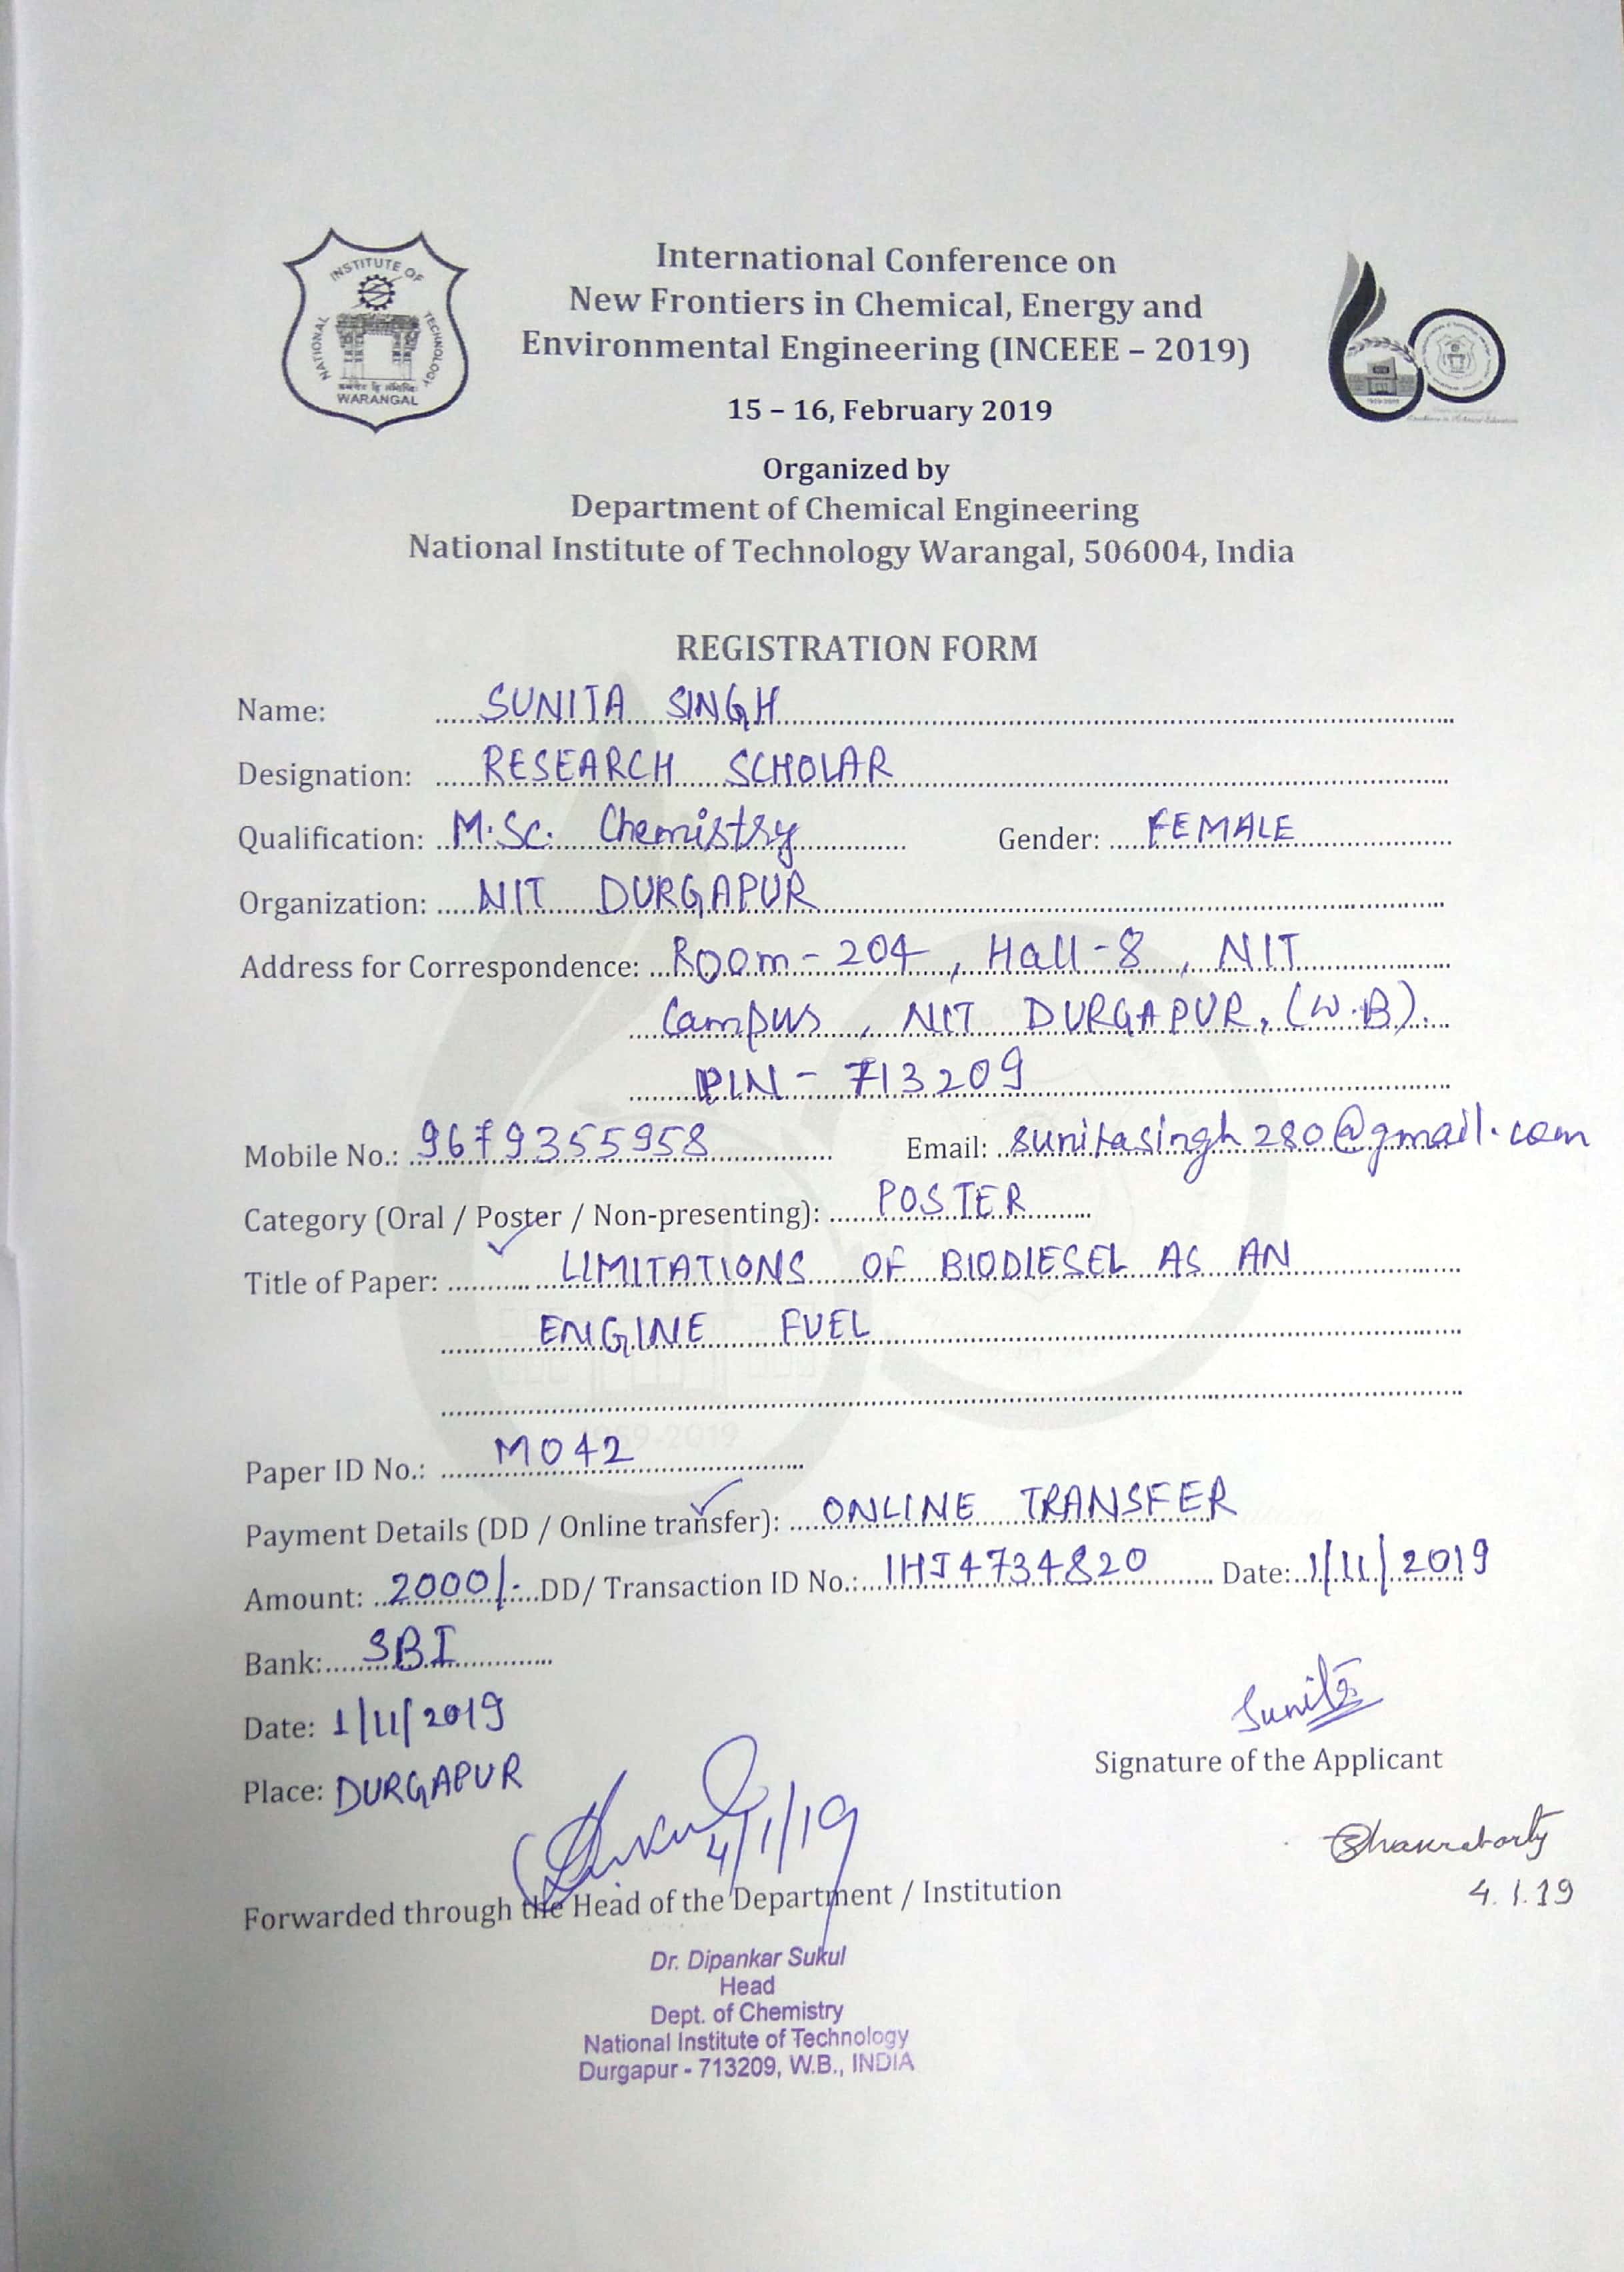 INSTITUTE OF
NATIONAL
TECHNOLOGY
WARANGAL
International Conference on
New Frontiers in Chemical, Energy and
Environmental Engineering (INCEEE – 2019)
15 – 16, February 2019
Organized by
Department of Chemical Engineering
National Institute of Technology Warangal, 506004, India
REGISTRATION FORM
Name: SUNITA SINGH
Designation: RESEARCH SCHOLAR
Qualification: M.Sc. Chemistry Gender: FEMALE
Organization: NIT DURGAPUR
Address for Correspondence: Room - 204, Hall - 8, NIT
Campus, NIT DURGAPUR, (W.B).
PIN - 713209
Mobile No.: 9679355958 Email: sunitasingh280@gmail.com
Category (Oral / Poster / Non-presenting): POSTER
Title of Paper: LIMITATIONS OF BIODIESEL AS AN
ENGINE FUEL
Paper ID No.: M042
Payment Details (DD / Online transfer): ONLINE TRANSFER
Amount: 2000/- DD/ Transaction ID No.: IHJ4734820 Date: 1/11/2019
Bank: SBI
Date: 1/11/2019
Place: DURGAPUR
Sunita
Signature of the Applicant
4/1/19
Chakraborty
4.1.19
Forwarded through the Head of the Department / Institution
Dr. Dipankar Sukul
Head
Dept. of Chemistry
National Institute of Technology
Durgapur - 713209, W.B., INDIA